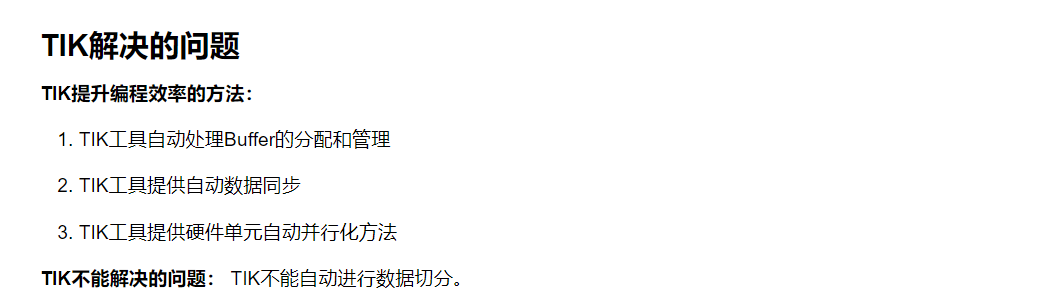 TIK解决的问题
TIK提升编程效率的方法：
1. TIK工具自动处理Buffer的分配和管理
2. TIK工具提供自动数据同步
3. TIK工具提供硬件单元自动并行化方法
TIK不能解决的问题： TIK不能自动进行数据切分。